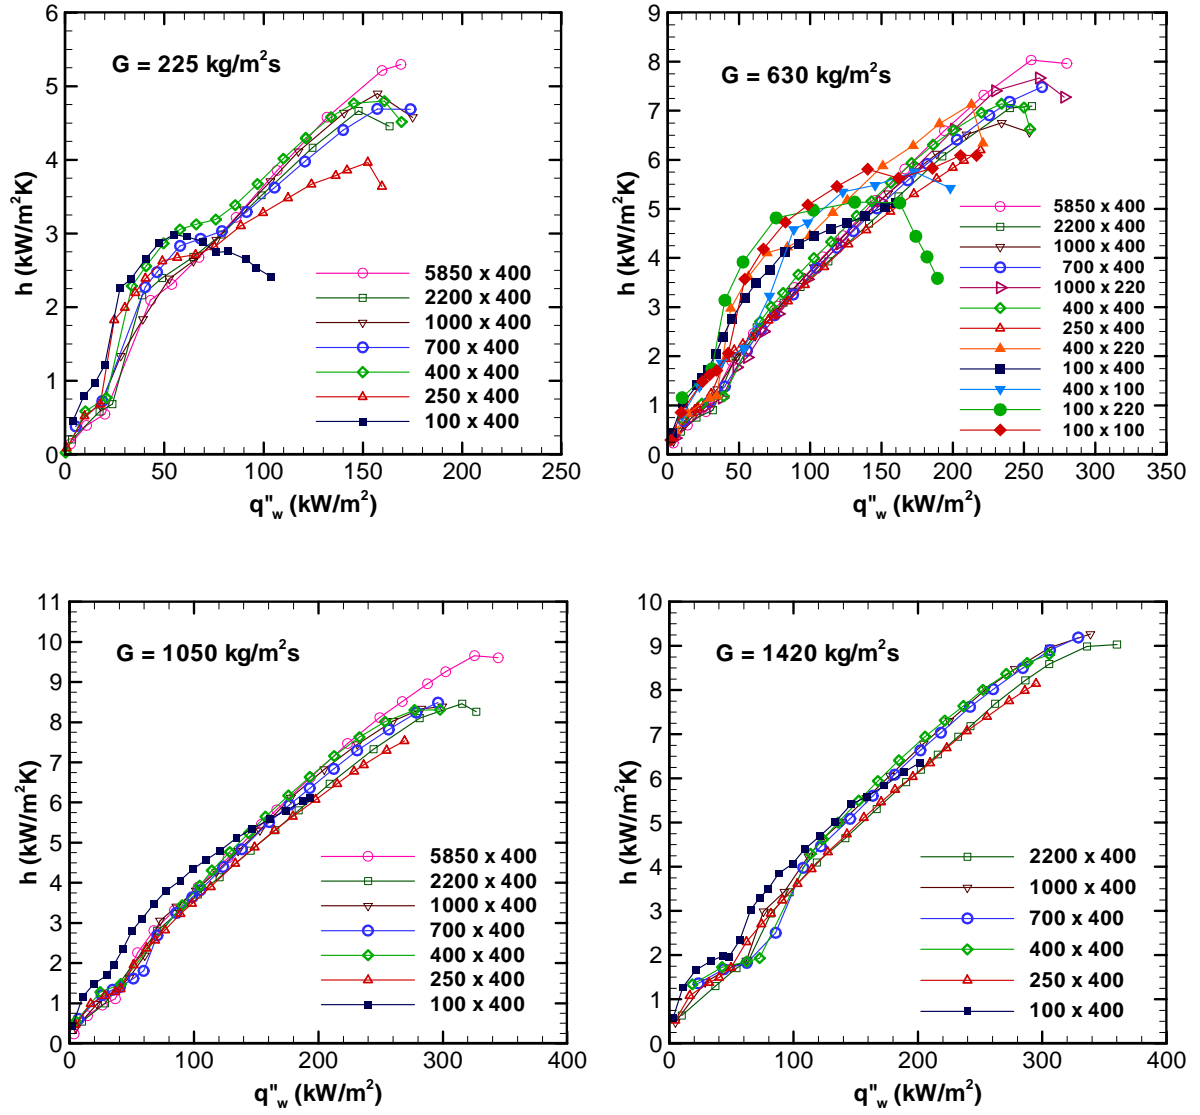 G = 225 kg/m²s
h (kW/m²K)
6
5
4
3
2
1
0
5850 x 400
2200 x 400
1000 x 400
700 x 400
400 x 400
250 x 400
100 x 400
0 50 100 150 200 250
q"w (kW/m²)
G = 630 kg/m²s
h (kW/m²K)
9
8
7
6
5
4
3
2
1
0
5850 x 400
2200 x 400
1000 x 400
700 x 400
1000 x 220
400 x 400
250 x 400
400 x 220
100 x 400
400 x 100
100 x 220
100 x 100
0 50 100 150 200 250 300 350
q"w (kW/m²)
G = 1050 kg/m²s
h (kW/m²K)
11
10
9
8
7
6
5
4
3
2
1
0
5850 x 400
2200 x 400
1000 x 400
700 x 400
400 x 400
250 x 400
100 x 400
0 100 200 300 400
q"w (kW/m²)
G = 1420 kg/m²s
h (kW/m²K)
10
9
8
7
6
5
4
3
2
1
0
2200 x 400
1000 x 400
700 x 400
400 x 400
250 x 400
100 x 400
0 100 200 300 400
q"w (kW/m²)